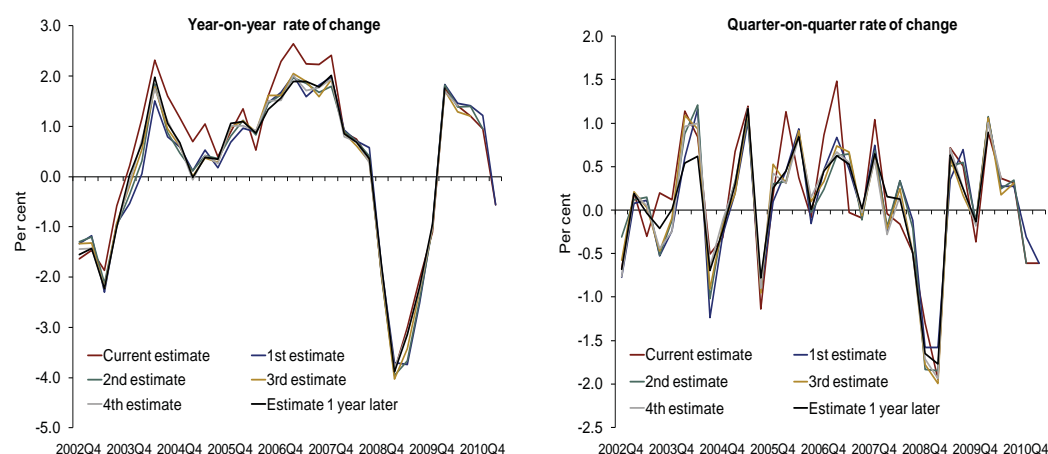 Year-on-year rate of change
3.0
2.0
1.0
0.0
-1.0
-2.0
-3.0
-4.0
-5.0
Per cent
Current estimate
1st estimate
2nd estimate
3rd estimate
4th estimate
Estimate 1 year later
2002Q4 2003Q4 2004Q4 2005Q4 2006Q4 2007Q4 2008Q4 2009Q4 2010Q4
Quarter-on-quarter rate of change
2.0
1.5
1.0
0.5
0.0
-0.5
-1.0
-1.5
-2.0
-2.5
Per cent
Current estimate
1st estimate
2nd estimate
3rd estimate
4th estimate
Estimate 1 year later
2002Q4 2003Q4 2004Q4 2005Q4 2006Q4 2007Q4 2008Q4 2009Q4 2010Q4